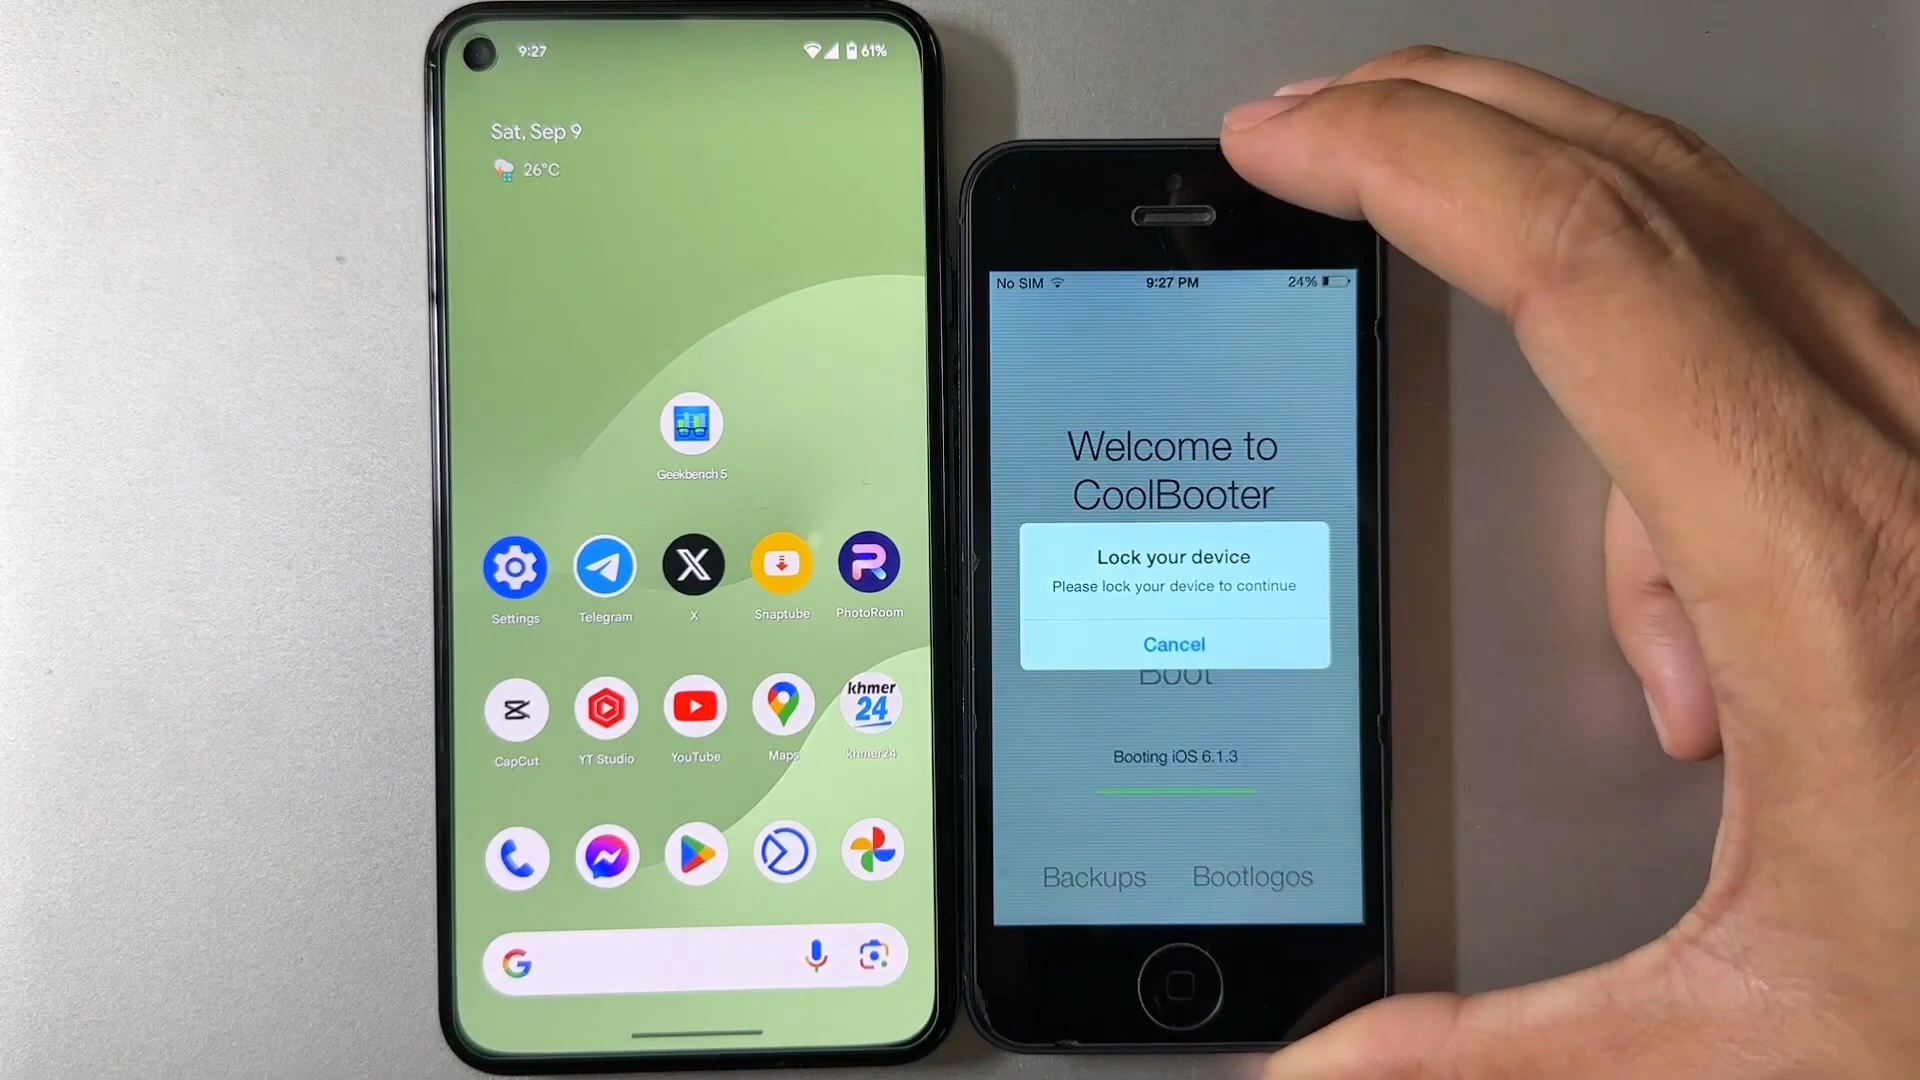 9:27
61%
Sat, Sep 9
26°C
Geekbench 5
Settings
Telegram
X
Snaptube
PhotoRoom
khmer
24
CapCut
YT Studio
YouTube
Maps
khmer24
No SIM
9:27 PM
24%
Welcome to
CoolBooter
Lock your device
Please lock your device to continue
Cancel
Boot
Booting iOS 6.1.3
Backups
Bootlogos